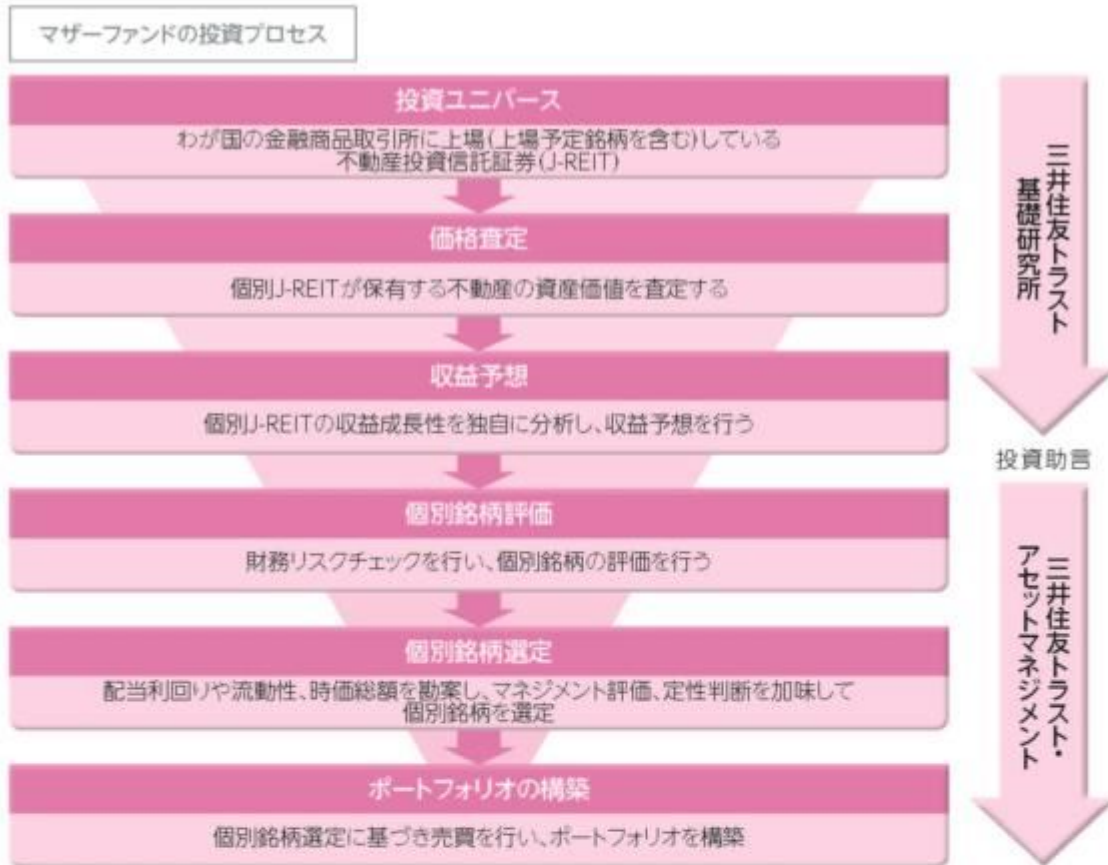 マザーファンドの投資プロセス
投資ユニバース
わが国の金融商品取引所に上場(上場予定銘柄を含む)している
不動産投資信託証券(J-REIT)
価格査定
個別J-REITが保有する不動産の資産価値を査定する
収益予想
個別J-REITの収益成長性を独自に分析し、収益予想を行う
個別銘柄評価
財務リスクチェックを行い、個別銘柄の評価を行う
個別銘柄選定
配当利回りや流動性、時価総額を勘案し、マネジメント評価、定性判断を加味して
個別銘柄を選定
ポートフォリオの構築
個別銘柄選定に基づき売買を行い、ポートフォリオを構築
三井住友トラスト
基礎研究所
投資助言
三井住友トラスト・
アセットマネジメント